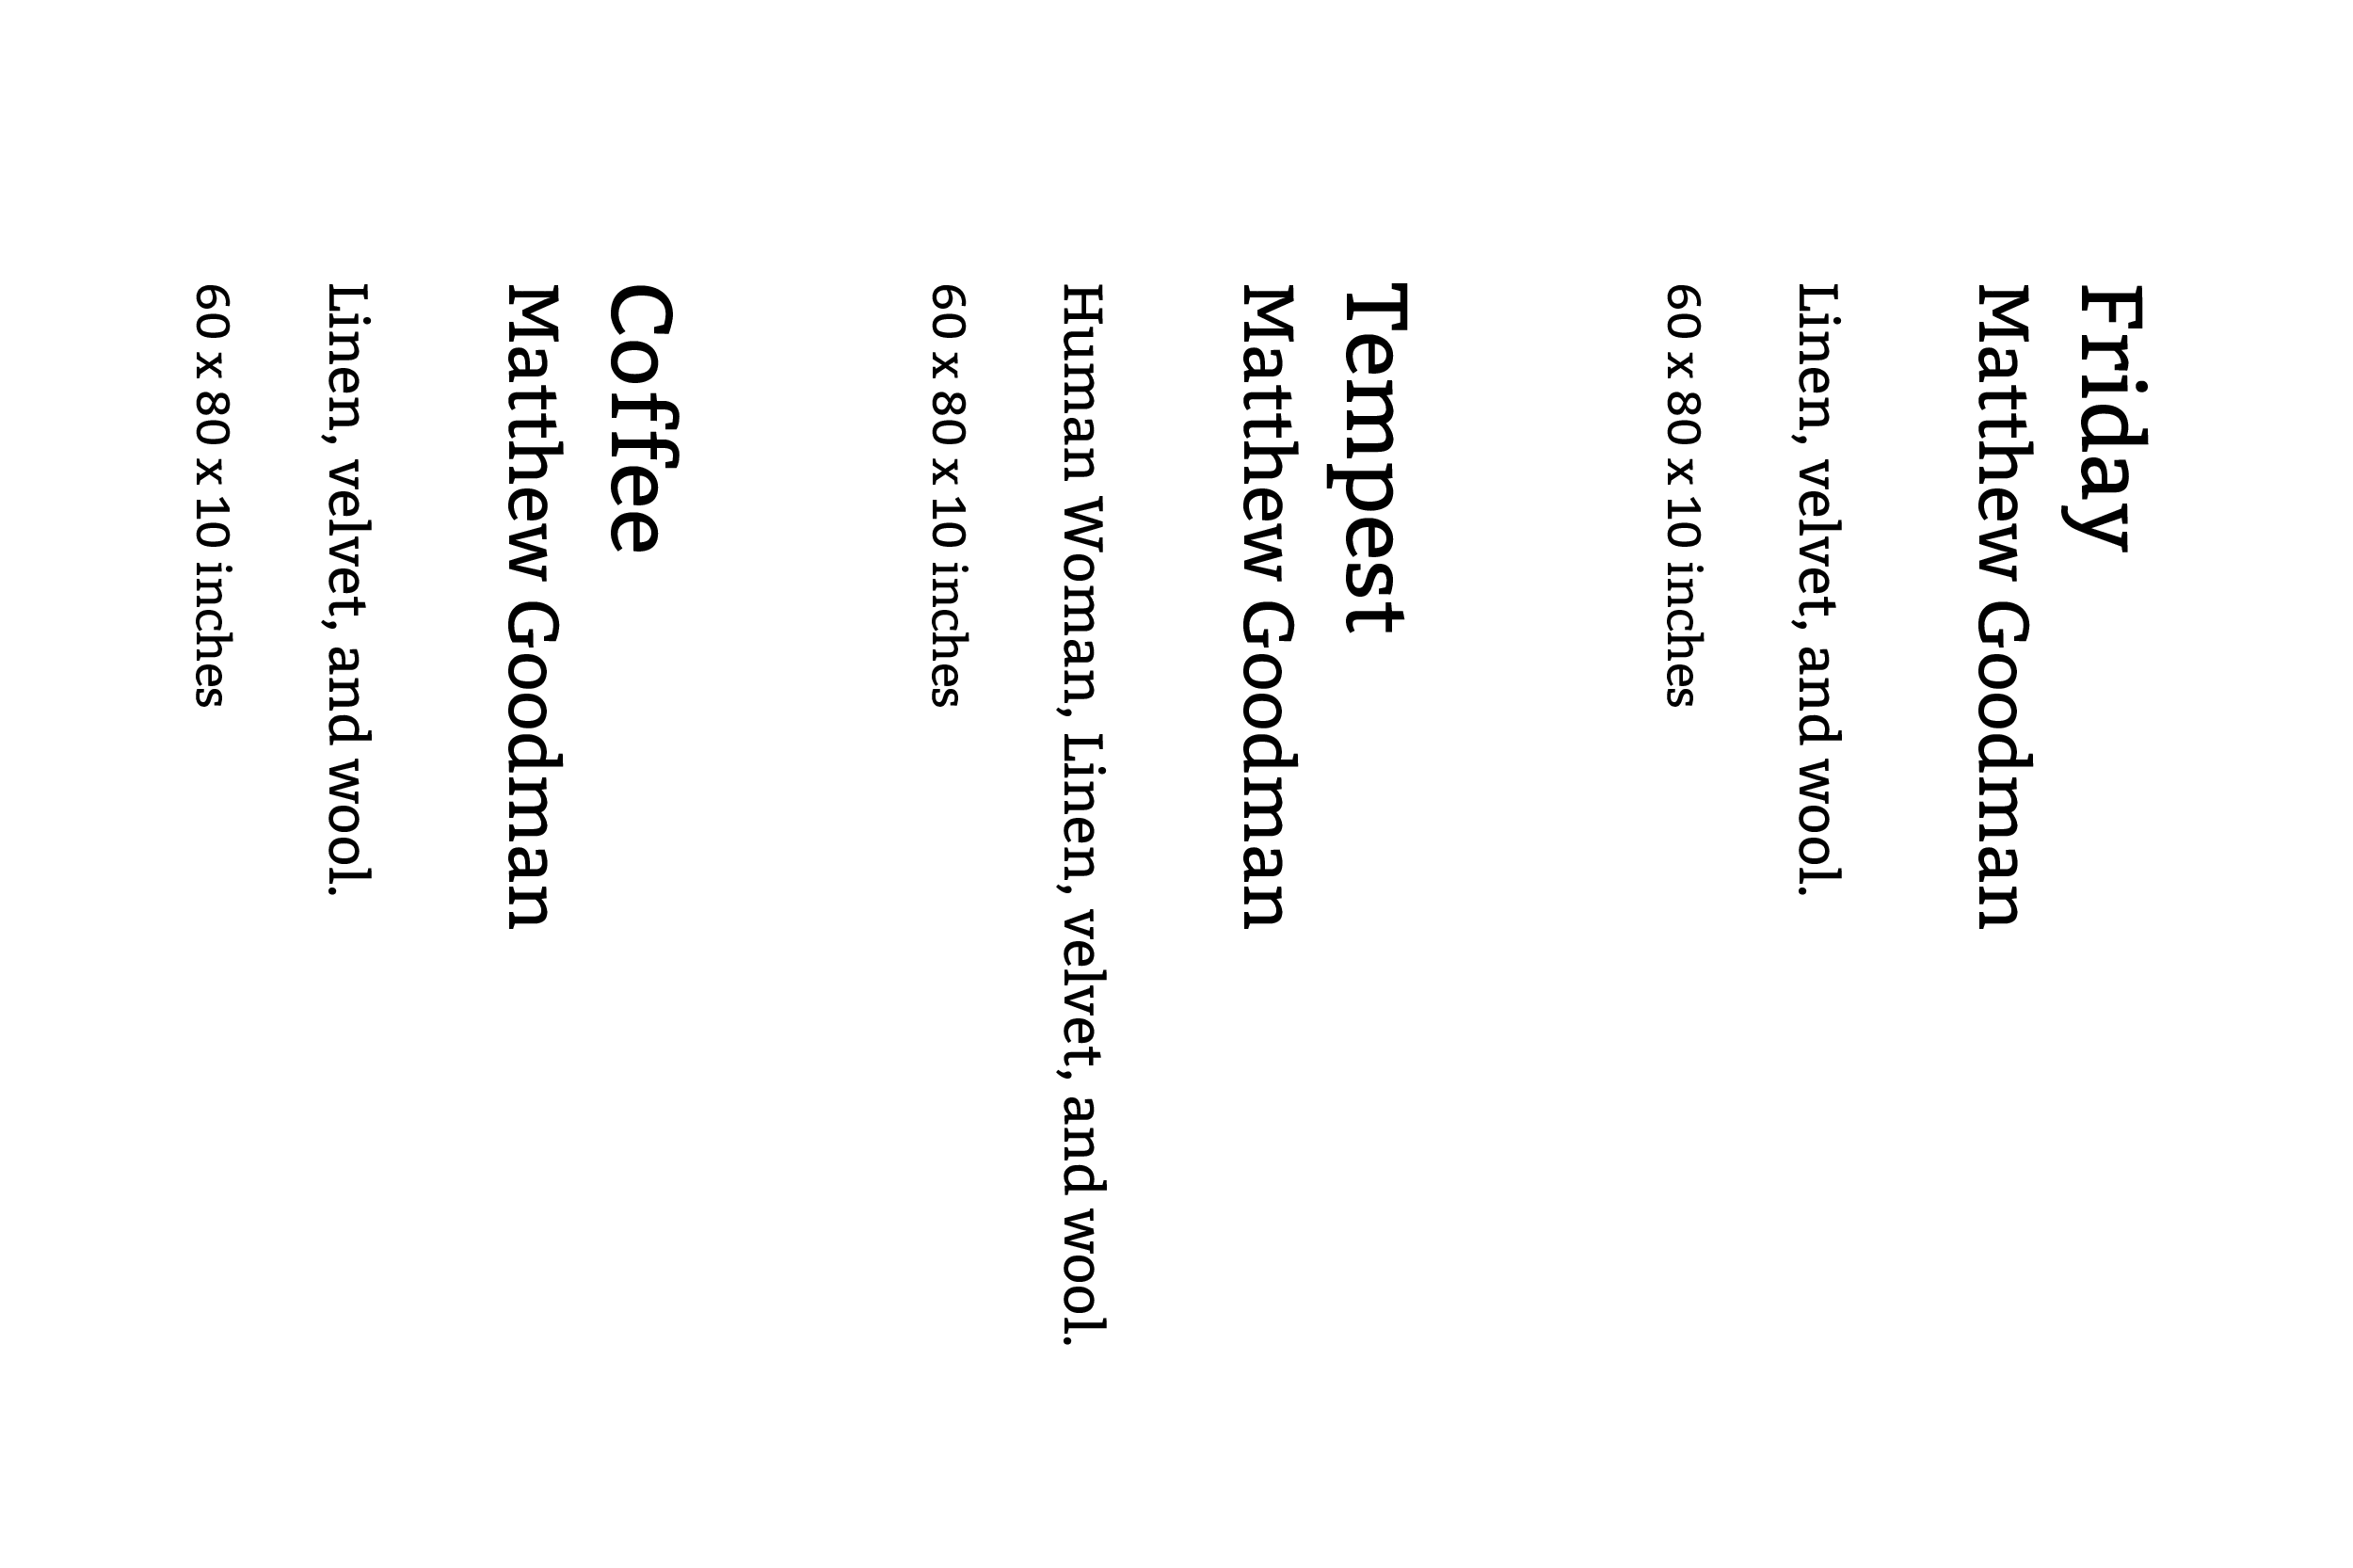 Friday
Matthew Goodman
Linen, velvet, and wool.
60 x 80 x 10 inches
Tempest
Matthew Goodman
Human Woman, Linen, velvet, and wool.
60 x 80 x 10 inches
Coffee
Matthew Goodman
Linen, velvet, and wool.
60 x 80 x 10 inches